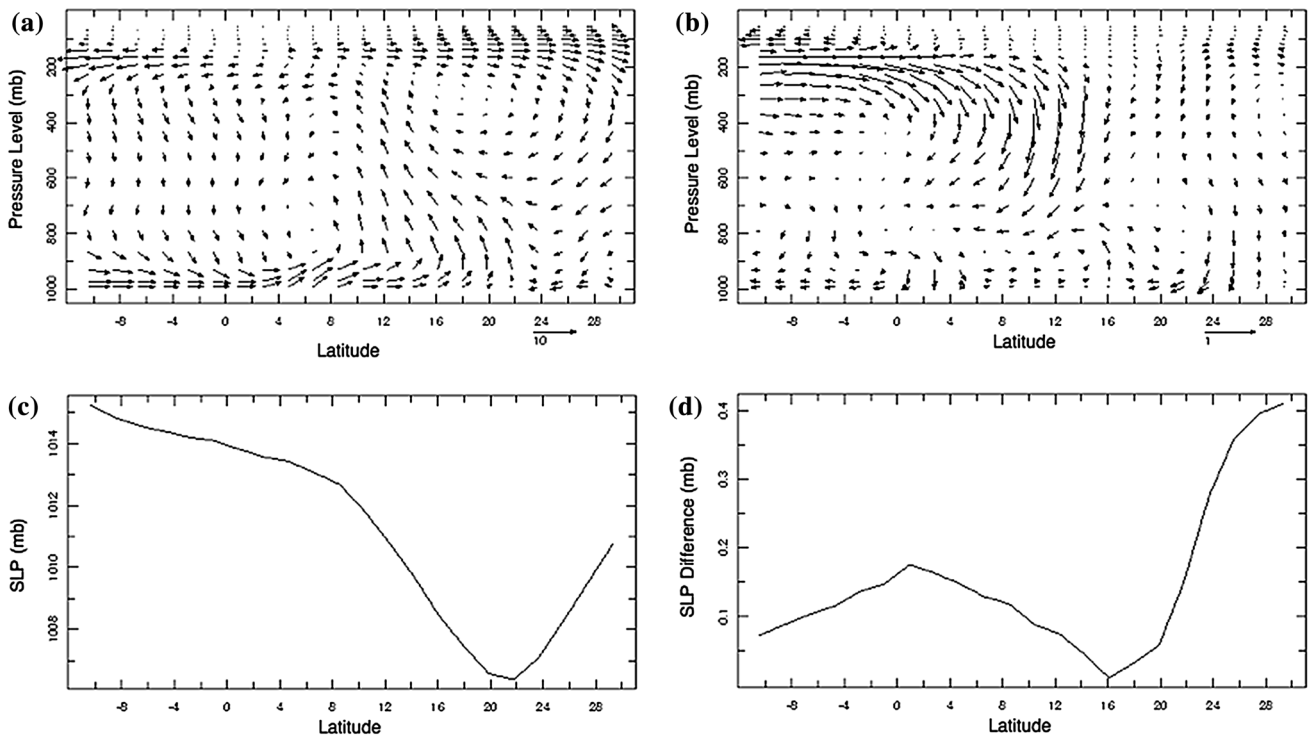 (a)
Pressure Level (mb)
200
400
600
800
1000
-8 -4 0 4 8 12 16 20 24 28
10
Latitude
(b)
Pressure Level (mb)
200
400
600
800
1000
-8 -4 0 4 8 12 16 20 24 28
1
Latitude
(c)
SLP (mb)
1014
1012
1010
1008
-8 -4 0 4 8 12 16 20 24 28
Latitude
(d)
SLP Difference (mb)
0.4
0.3
0.2
0.1
-8 -4 0 4 8 12 16 20 24 28
Latitude